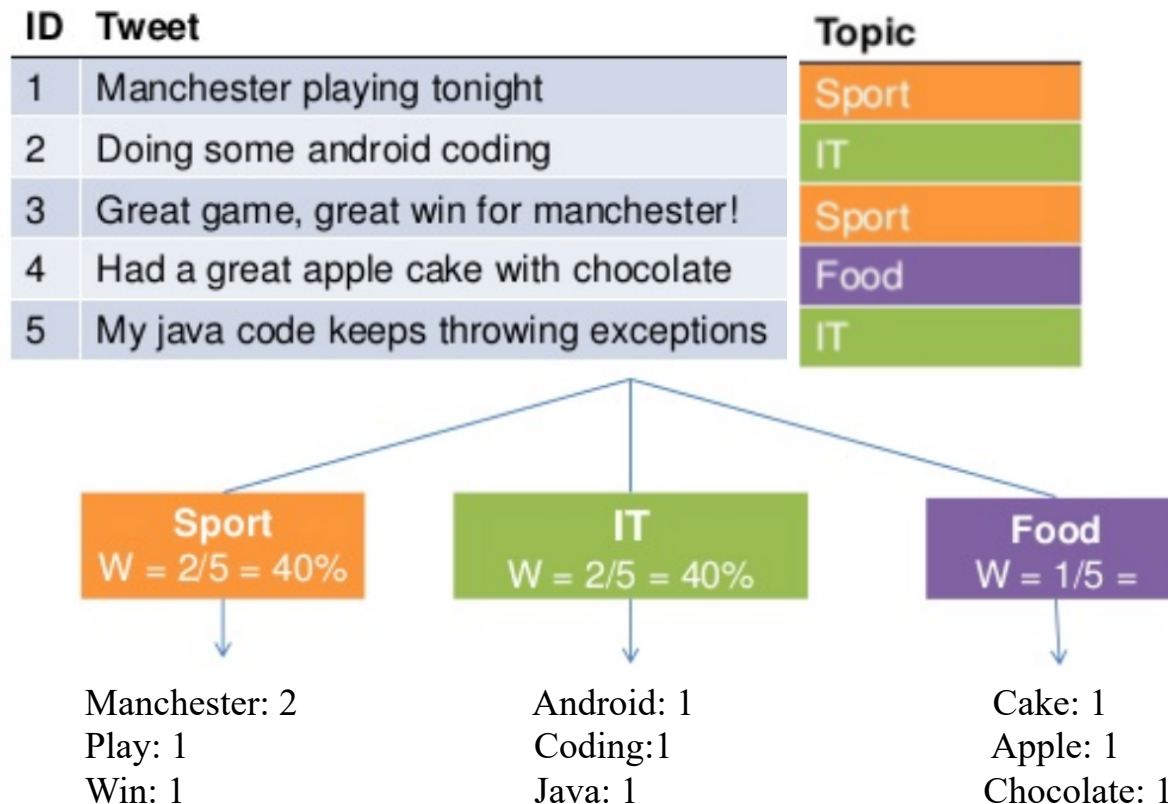 ID Tweet Topic
1 Manchester playing tonight Sport
2 Doing some android coding IT
3 Great game, great win for manchester! Sport
4 Had a great apple cake with chocolate Food
5 My java code keeps throwing exceptions IT
Sport
W = 2/5 = 40%
IT
W = 2/5 = 40%
Food
W = 1/5 =
Manchester: 2
Play: 1
Win: 1
Android: 1
Coding:1
Java: 1
Cake: 1
Apple: 1
Chocolate: 1